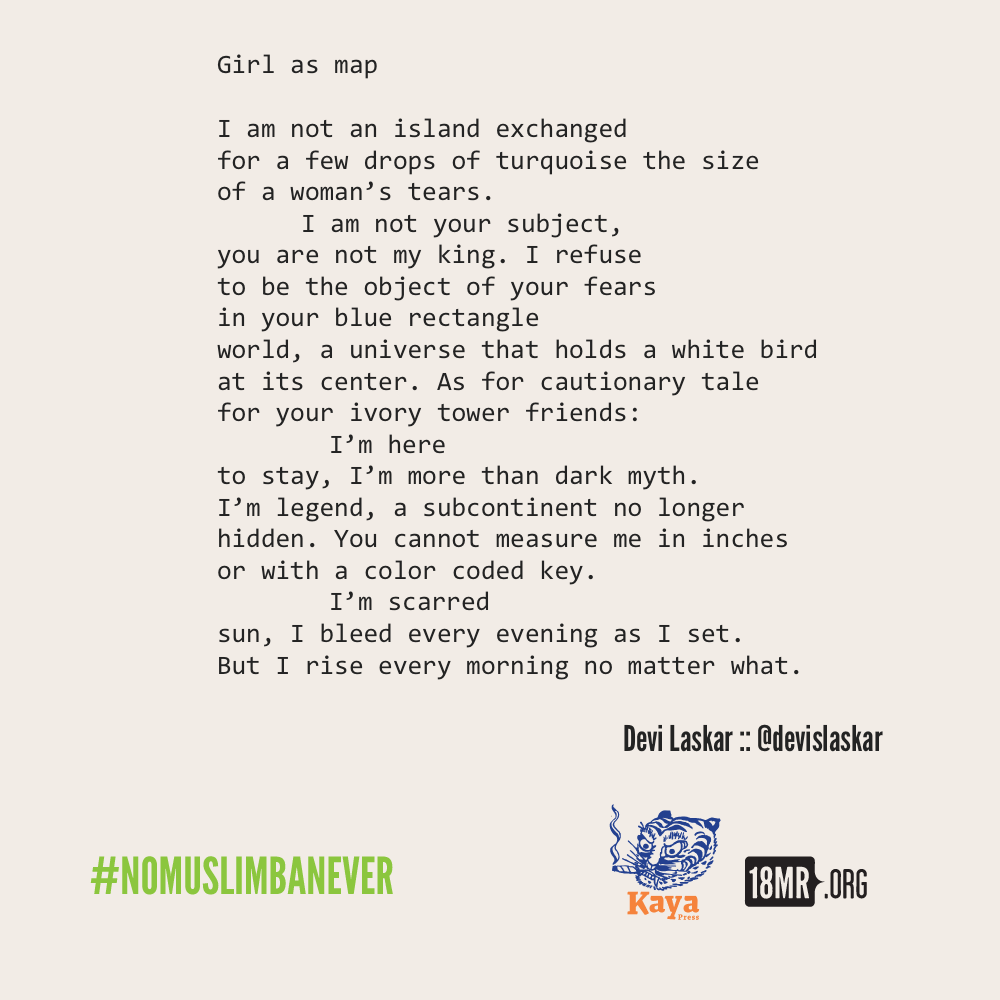 Girl as map
I am not an island exchanged
for a few drops of turquoise the size
of a woman’s tears.
I am not your subject,
you are not my king. I refuse
to be the object of your fears
in your blue rectangle
world, a universe that holds a white bird
at its center. As for cautionary tale
for your ivory tower friends:
I’m here
to stay, I’m more than dark myth.
I’m legend, a subcontinent no longer
hidden. You cannot measure me in inches
or with a color coded key.
I’m scarred
sun, I bleed every evening as I set.
But I rise every morning no matter what.
Devi Laskar :: @devislaskar
#NOMUSLIMBANEVER
Kaya
Press
18MR.ORG